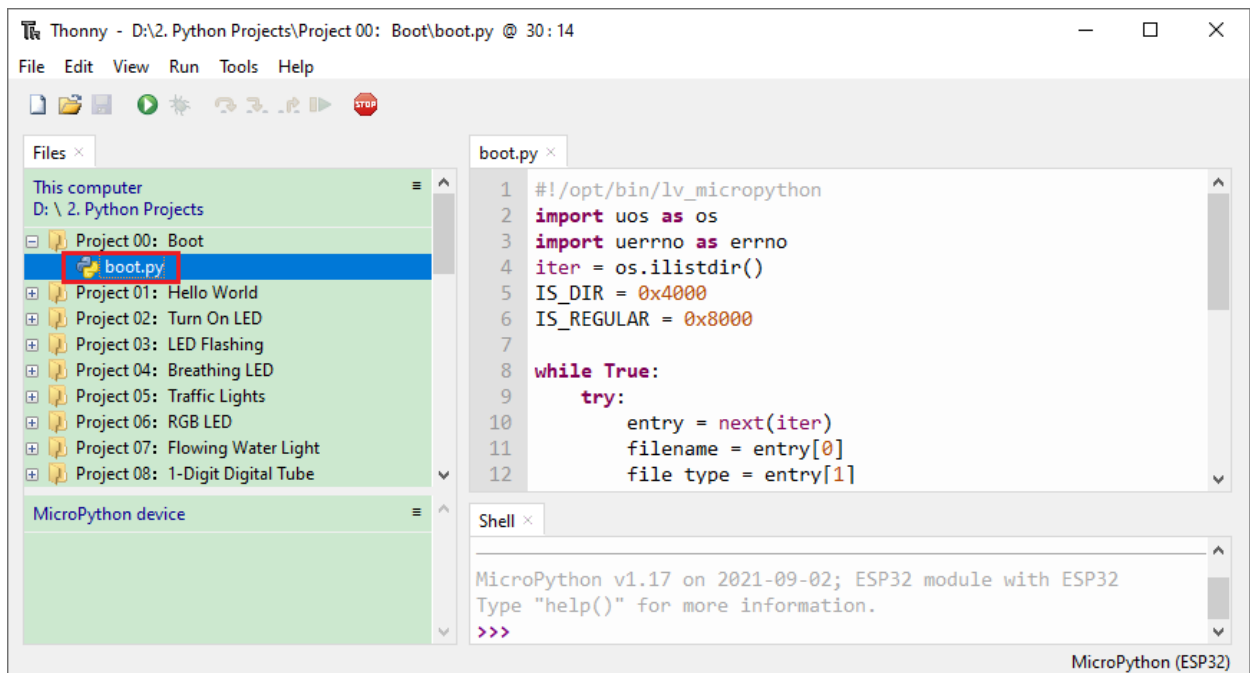 Thonny - D:\2. Python Projects\Project 00: Boot\boot.py @ 30:14
File Edit View Run Tools Help
STOP
Files
This computer
D: \ 2. Python Projects
Project 00: Boot
boot.py
Project 01: Hello World
Project 02: Turn On LED
Project 03: LED Flashing
Project 04: Breathing LED
Project 05: Traffic Lights
Project 06: RGB LED
Project 07: Flowing Water Light
Project 08: 1-Digit Digital Tube
MicroPython device
boot.py
1 #!/opt/bin/lv_micropython
2 import uos as os
3 import uerrno as errno
4 iter = os.ilistdir()
5 IS_DIR = 0x4000
6 IS_REGULAR = 0x8000
7
8 while True:
9     try:
10         entry = next(iter)
11         filename = entry[0]
12         file_type = entry[1]
Shell
MicroPython v1.17 on 2021-09-02; ESP32 module with ESP32
Type "help()" for more information.
>>>
MicroPython (ESP32)